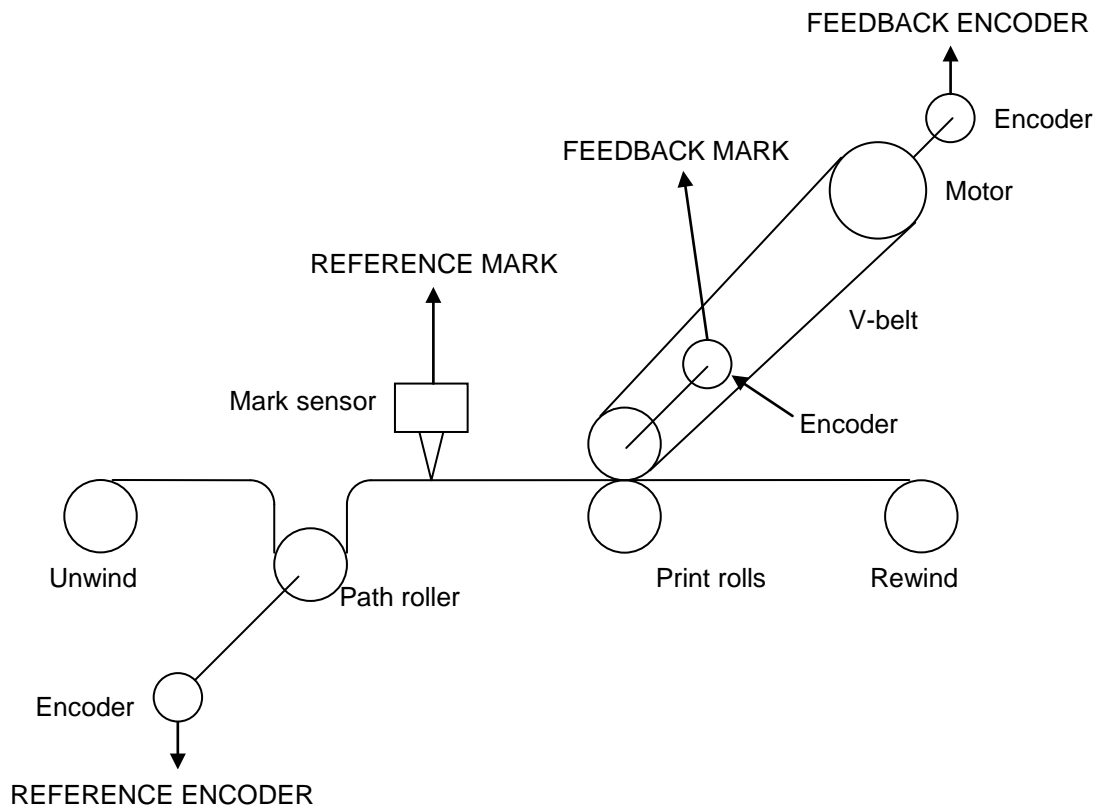 FEEDBACK ENCODER
Encoder
FEEDBACK MARK
Motor
REFERENCE MARK
V-belt
Mark sensor
Encoder
Unwind
Path roller
Print rolls
Rewind
Encoder
REFERENCE ENCODER